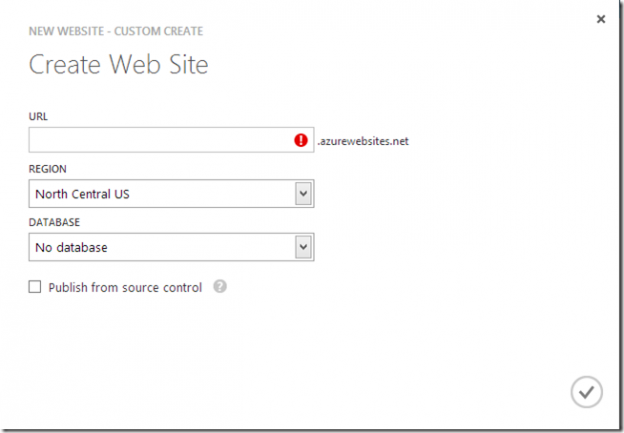 NEW WEBSITE - CUSTOM CREATE
Create Web Site
URL
.azurewebsites.net
REGION
North Central US
DATABASE
No database
Publish from source control ?